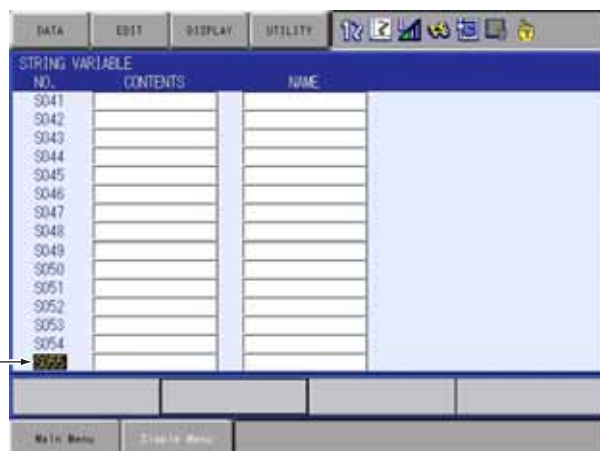 DATA EDIT DISPLAY UTILITY
STRING VARIABLE
NO. CONTENTS NAME
S041
S042
S043
S044
S045
S046
S047
S048
S049
S050
S051
S052
S053
S054
S055
Main Menu Simple Menu